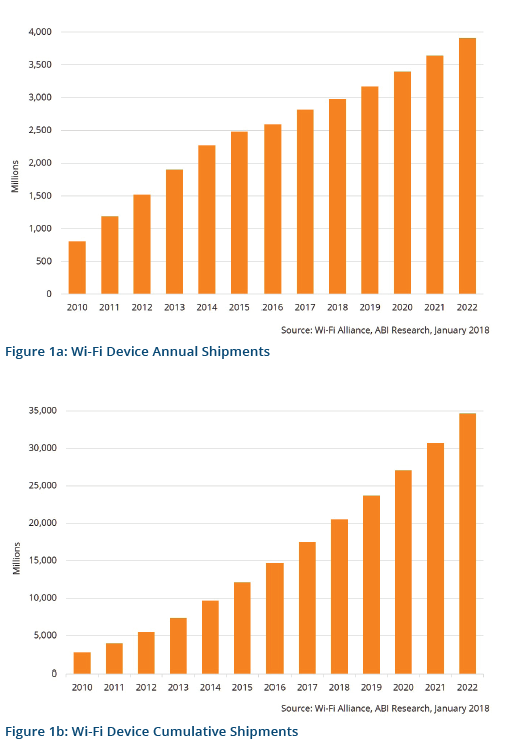 4,000
3,500
3,000
2,500
2,000
1,500
1,000
500
0
Millions
2010 2011 2012 2013 2014 2015 2016 2017 2018 2019 2020 2021 2022
Source: Wi-Fi Alliance, ABI Research, January 2018
Figure 1a: Wi-Fi Device Annual Shipments
35,000
30,000
25,000
20,000
15,000
10,000
5,000
0
Millions
2010 2011 2012 2013 2014 2015 2016 2017 2018 2019 2020 2021 2022
Source: Wi-Fi Alliance, ABI Research, January 2018
Figure 1b: Wi-Fi Device Cumulative Shipments